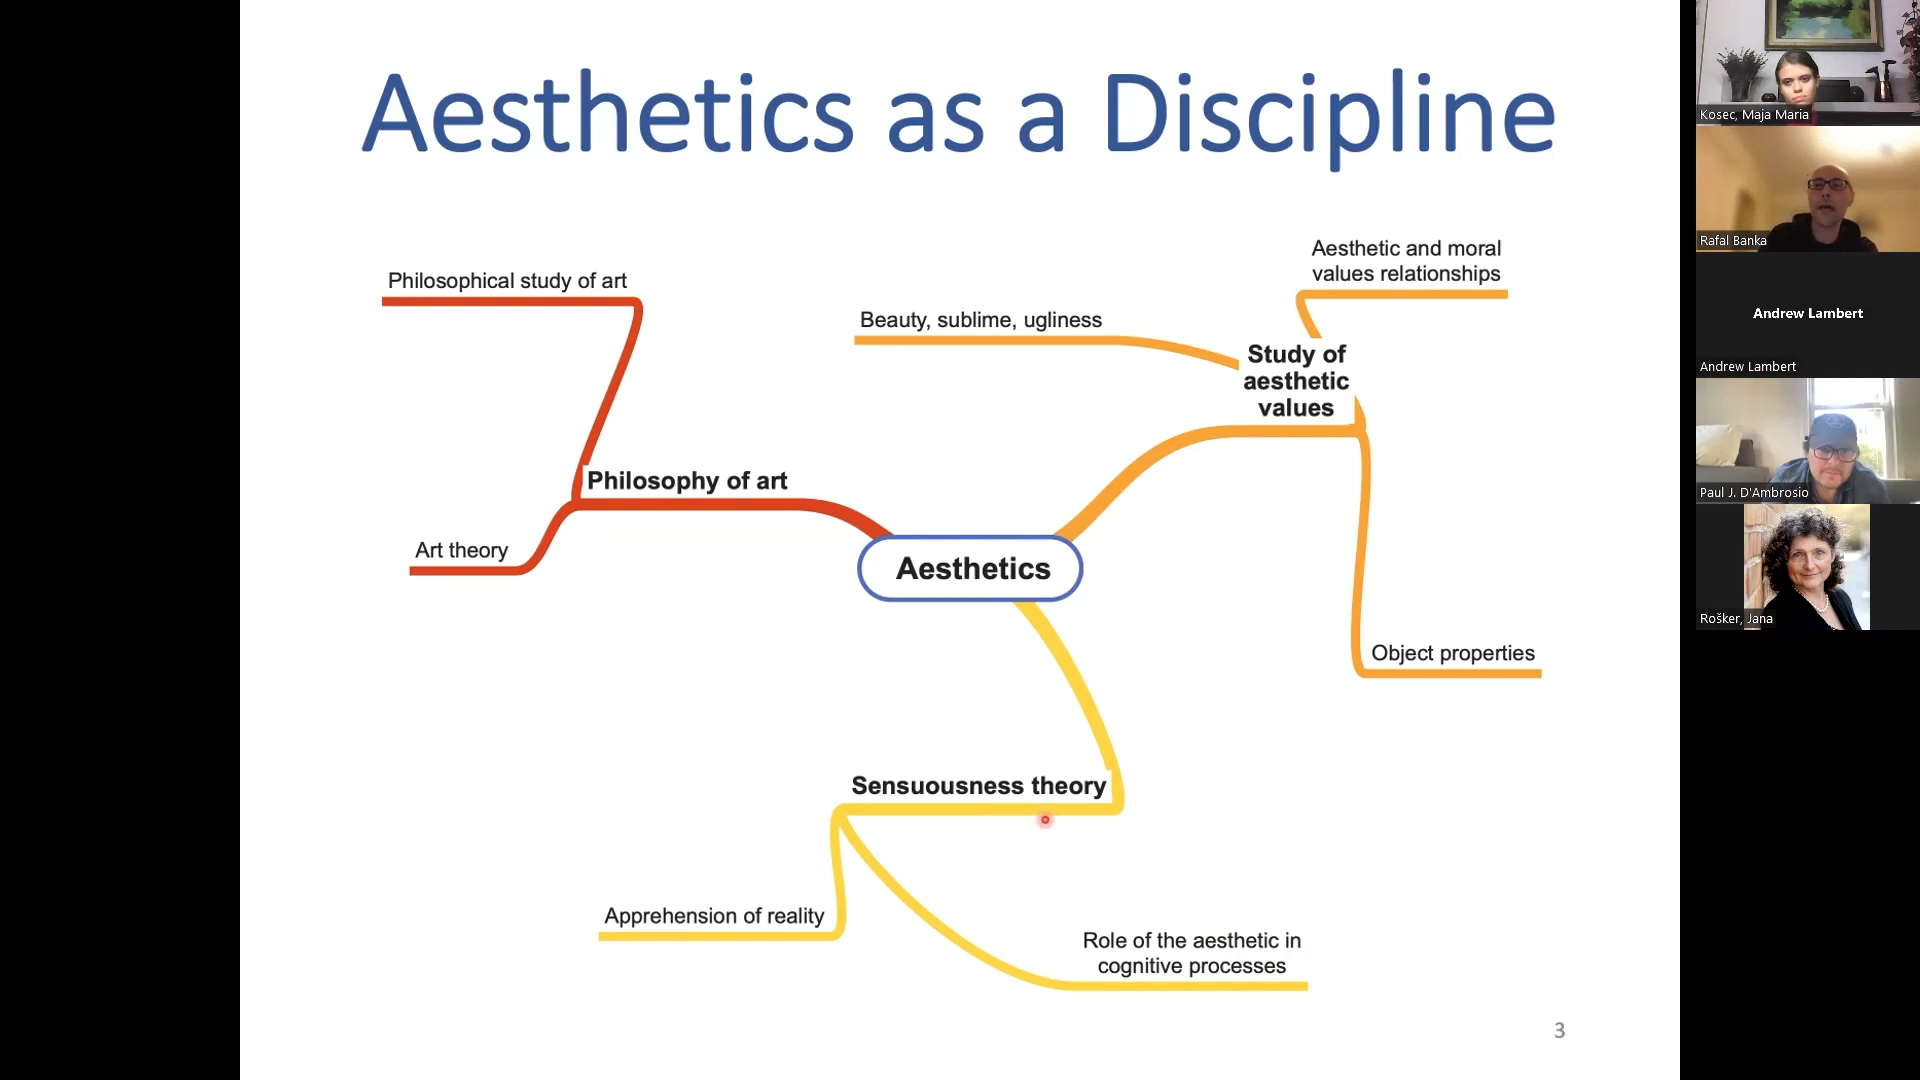 Aesthetics as a Discipline
Philosophical study of art
Philosophy of art
Art theory
Aesthetics
Beauty, sublime, ugliness
Aesthetic and moral
values relationships
Study of
aesthetic
values
Object properties
Sensuousness theory
Apprehension of reality
Role of the aesthetic in
cognitive processes
3
Kosec, Maja Maria
Rafal Banka
Andrew Lambert
Andrew Lambert
Paul J. D'Ambrosio
Rošker, Jana